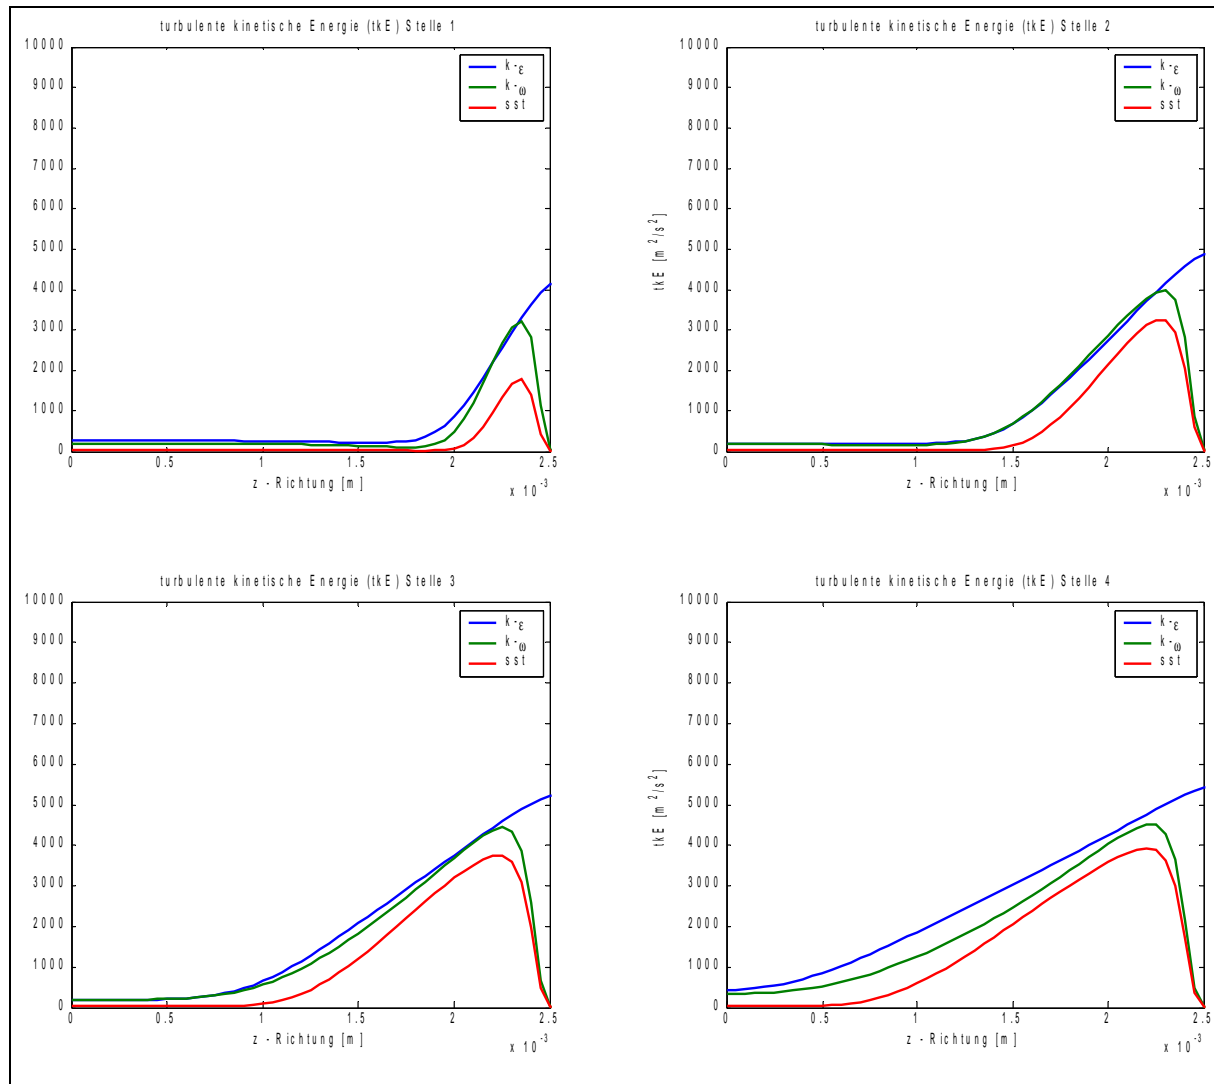 turbulente kinetische Energie (tkE) Stelle 1
10000
9000
8000
7000
6000
5000
4000
3000
2000
1000
0
k-ε
k-ω
sst
0 0.5 1 1.5 2 2.5
z-Richtung [m]
x 10⁻³
turbulente kinetische Energie (tkE) Stelle 2
10000
9000
8000
7000
6000
5000
4000
3000
2000
1000
0
tkE [m²/s²]
k-ε
k-ω
sst
0 0.5 1 1.5 2 2.5
z-Richtung [m]
x 10⁻³
turbulente kinetische Energie (tkE) Stelle 3
10000
9000
8000
7000
6000
5000
4000
3000
2000
1000
0
k-ε
k-ω
sst
0 0.5 1 1.5 2 2.5
z-Richtung [m]
x 10⁻³
turbulente kinetische Energie (tkE) Stelle 4
10000
9000
8000
7000
6000
5000
4000
3000
2000
1000
0
tkE [m²/s²]
k-ε
k-ω
sst
0 0.5 1 1.5 2 2.5
z-Richtung [m]
x 10⁻³